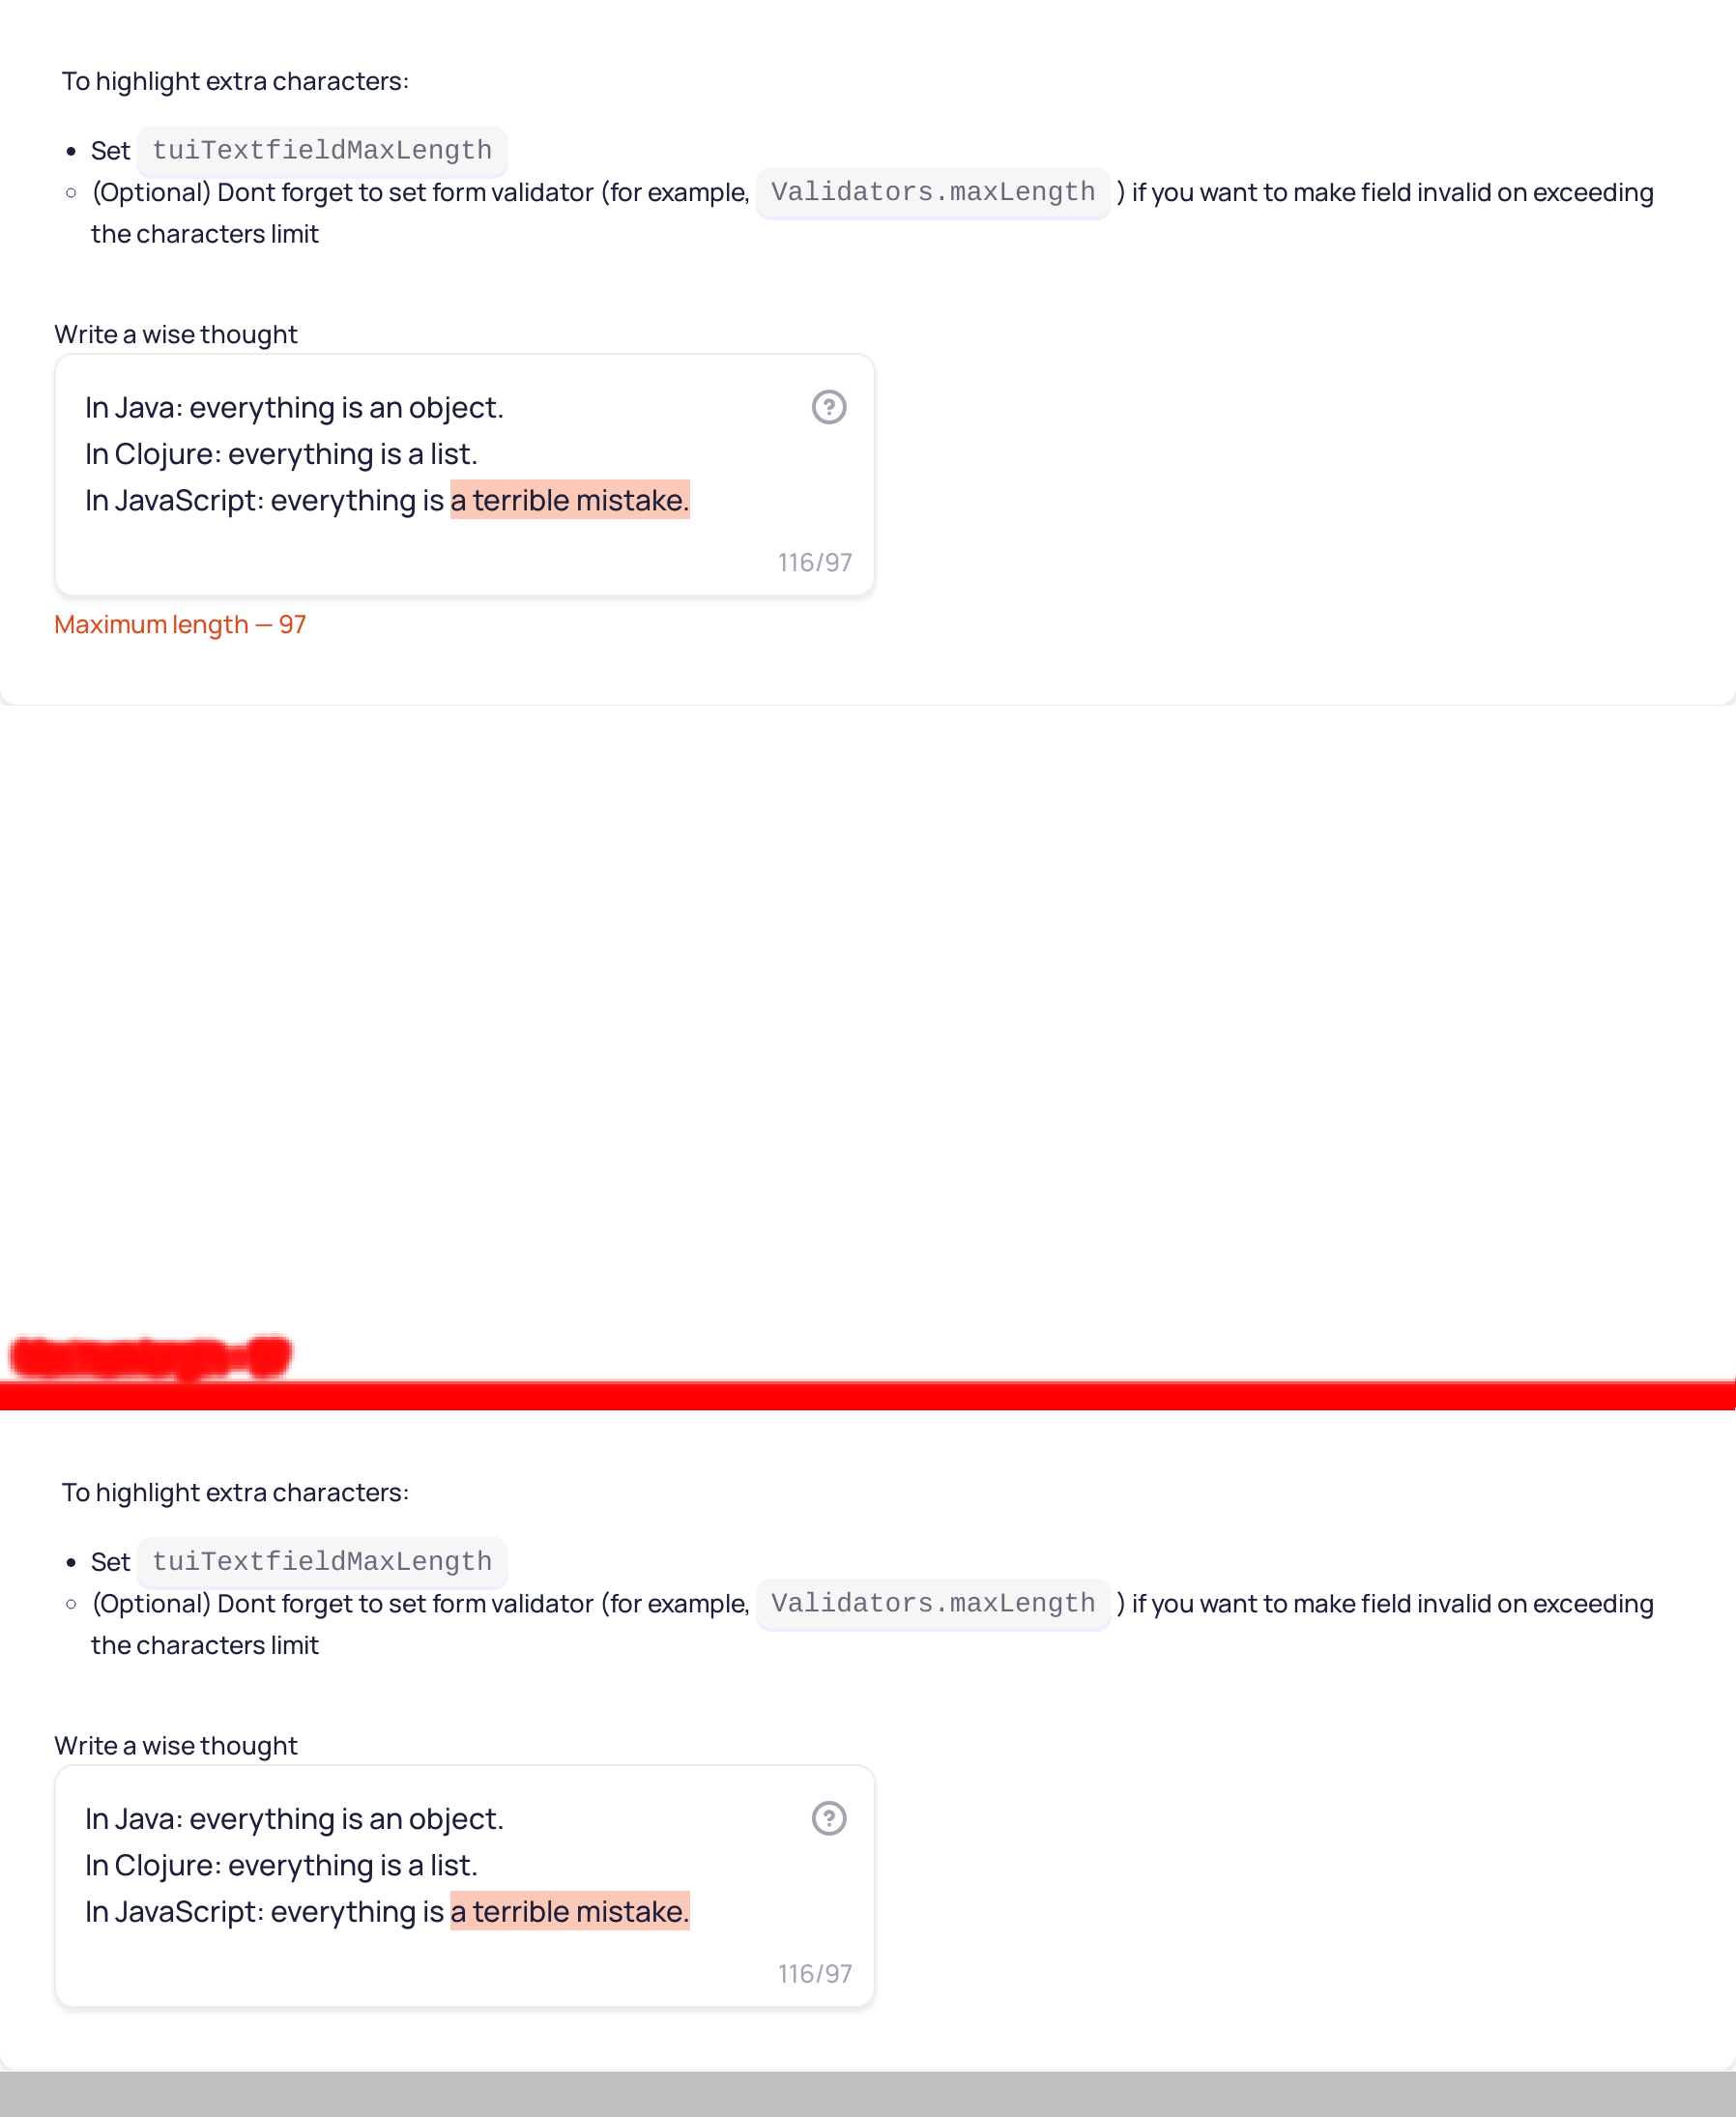 To highlight extra characters:
Set tuiTextfieldMaxLength
(Optional) Dont forget to set form validator (for example, Validators.maxLength ) if you want to make field invalid on exceeding
the characters limit
Write a wise thought
In Java: everything is an object.
In Clojure: everything is a list.
In JavaScript: everything is a terrible mistake.
116/97
Maximum length — 97
To highlight extra characters:
Set tuiTextfieldMaxLength
(Optional) Dont forget to set form validator (for example, Validators.maxLength ) if you want to make field invalid on exceeding
the characters limit
Write a wise thought
In Java: everything is an object.
In Clojure: everything is a list.
In JavaScript: everything is a terrible mistake.
116/97